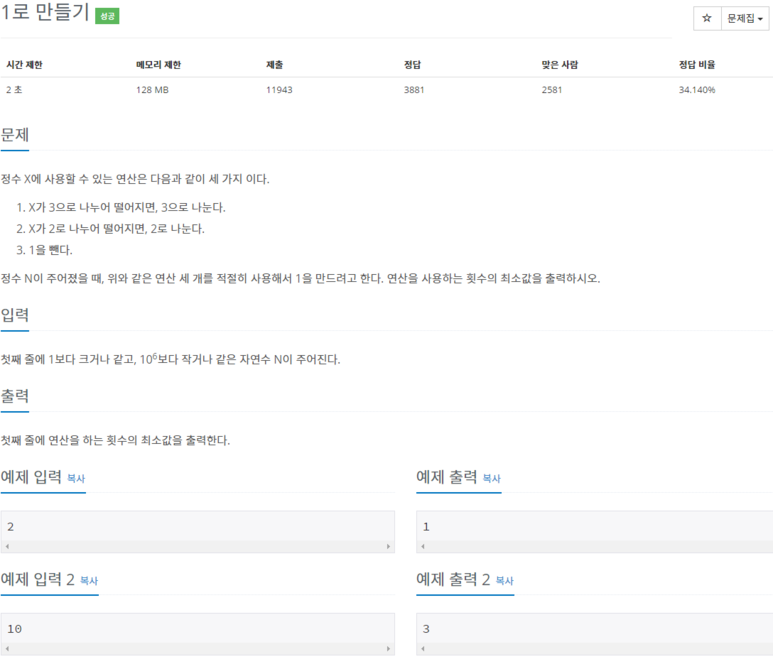 1로 만들기 성공
☆ 문제집
시간 제한 메모리 제한 제출 정답 맞은 사람 정답 비율
2 초 128 MB 11943 3881 2581 34.140%
문제
정수 X에 사용할 수 있는 연산은 다음과 같이 세 가지 이다.
1. X가 3으로 나누어 떨어지면, 3으로 나눈다.
2. X가 2로 나누어 떨어지면, 2로 나눈다.
3. 1을 뺀다.
정수 N이 주어졌을 때, 위와 같은 연산 세 개를 적절히 사용해서 1을 만드려고 한다. 연산을 사용하는 횟수의 최소값을 출력하시오.
입력
첫째 줄에 1보다 크거나 같고, 10⁶보다 작거나 같은 자연수 N이 주어진다.
출력
첫째 줄에 연산을 하는 횟수의 최소값을 출력한다.
예제 입력 복사
2
예제 출력 복사
1
예제 입력 2 복사
10
예제 출력 2 복사
3